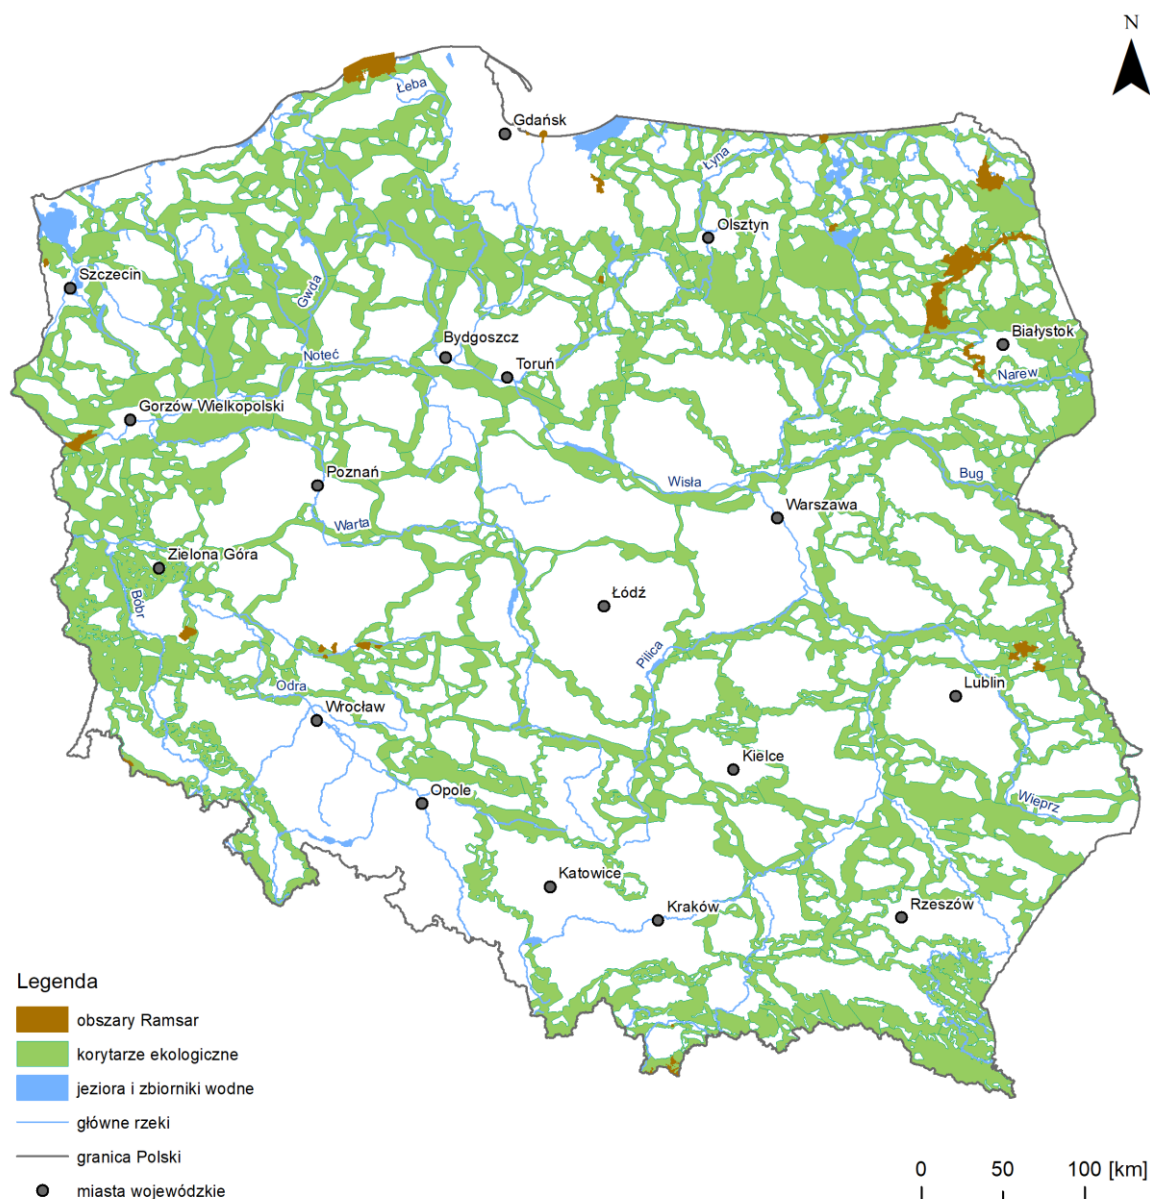 N
Łeba
Gdańsk
Łyna
Olsztyn
Szczecin
Gwda
Białystok
Bydgoszcz
Noteć
Toruń
Narew
Gorzów Wielkopolski
Poznań
Bug
Wisła
Warszawa
Warta
Zielona Góra
Bóbr
Łódź
Pilica
Lublin
Odra
Wrocław
Kielce
Opole
Wieprz
Katowice
Kraków
Rzeszów
Legenda
obszary Ramsar
korytarze ekologiczne
jeziora i zbiorniki wodne
główne rzeki
granica Polski
miasta wojewódzkie
0 50 100 [km]